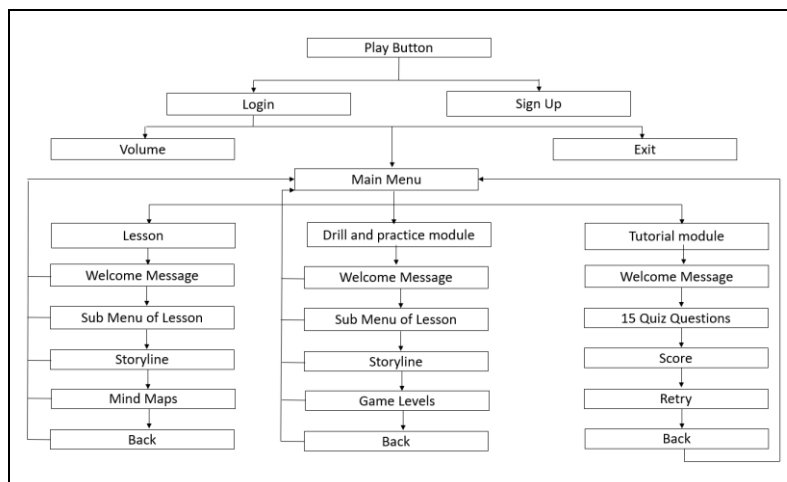 Play Button
Login
Sign Up
Volume
Exit
Main Menu
Lesson
Drill and practice module
Tutorial module
Welcome Message
Welcome Message
Welcome Message
Sub Menu of Lesson
Sub Menu of Lesson
15 Quiz Questions
Storyline
Storyline
Score
Mind Maps
Game Levels
Retry
Back
Back
Back